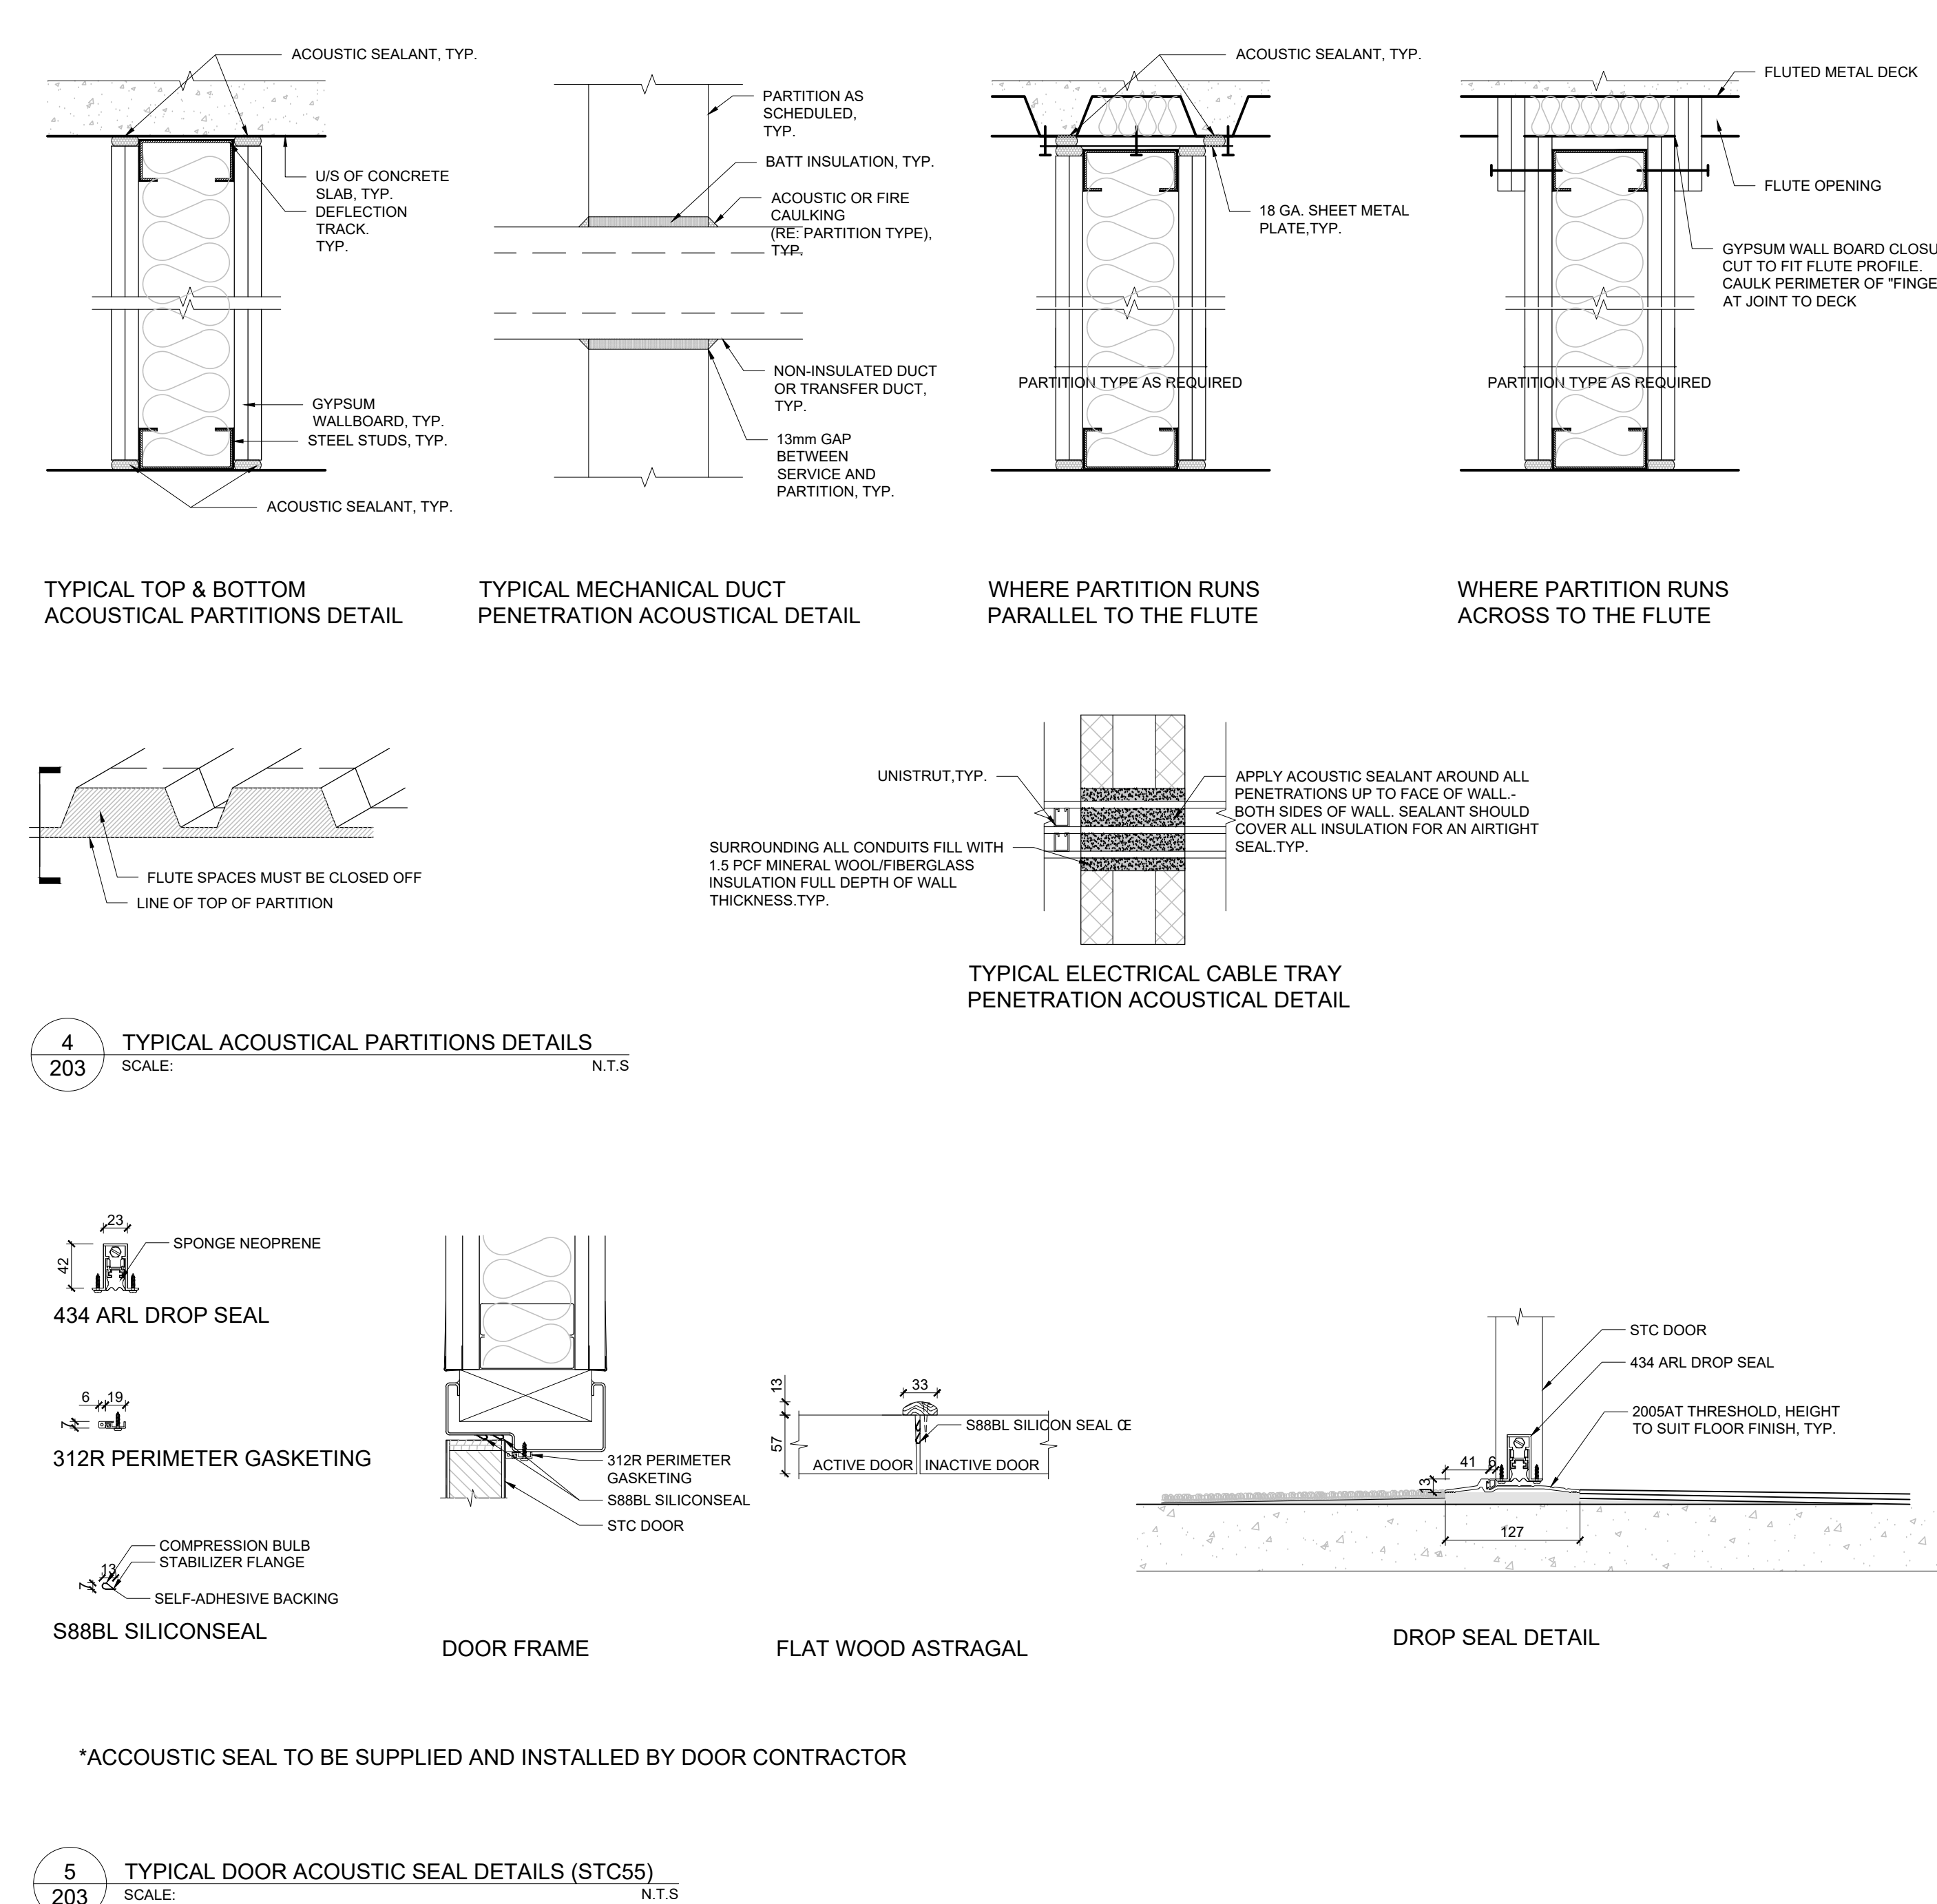 ACOUSTIC SEALANT, TYP.
U/S OF CONCRETE
SLAB, TYP.
DEFLECTION
TRACK.
TYP.
GYPSUM
WALLBOARD, TYP.
STEEL STUDS, TYP.
ACOUSTIC SEALANT, TYP.
TYPICAL TOP & BOTTOM
ACOUSTICAL PARTITIONS DETAIL
PARTITION AS
SCHEDULED,
TYP.
BATT INSULATION, TYP.
ACOUSTIC OR FIRE
CAULKING
(RE: PARTITION TYPE),
TYP.
NON-INSULATED DUCT
OR TRANSFER DUCT,
TYP.
13mm GAP
BETWEEN
SERVICE AND
PARTITION, TYP.
TYPICAL MECHANICAL DUCT
PENETRATION ACOUSTICAL DETAIL
ACOUSTIC SEALANT, TYP.
18 GA. SHEET METAL
PLATE,TYP.
PARTITION TYPE AS REQUIRED
WHERE PARTITION RUNS
PARALLEL TO THE FLUTE
FLUTED METAL DECK
FLUTE OPENING
GYPSUM WALL BOARD CLOSU
CUT TO FIT FLUTE PROFILE.
CAULK PERIMETER OF "FINGE
AT JOINT TO DECK
PARTITION TYPE AS REQUIRED
WHERE PARTITION RUNS
ACROSS TO THE FLUTE
FLUTE SPACES MUST BE CLOSED OFF
LINE OF TOP OF PARTITION
UNISTRUT,TYP.
SURROUNDING ALL CONDUITS FILL WITH
1.5 PCF MINERAL WOOL/FIBERGLASS
INSULATION FULL DEPTH OF WALL
THICKNESS.TYP.
APPLY ACOUSTIC SEALANT AROUND ALL
PENETRATIONS UP TO FACE OF WALL.-
BOTH SIDES OF WALL. SEALANT SHOULD
COVER ALL INSULATION FOR AN AIRTIGHT
SEAL.TYP.
TYPICAL ELECTRICAL CABLE TRAY
PENETRATION ACOUSTICAL DETAIL
4
203
TYPICAL ACOUSTICAL PARTITIONS DETAILS
SCALE: N.T.S
23
42
SPONGE NEOPRENE
434 ARL DROP SEAL
6 19
7
312R PERIMETER GASKETING
COMPRESSION BULB
STABILIZER FLANGE
13
7
SELF-ADHESIVE BACKING
S88BL SILICONSEAL
312R PERIMETER
GASKETING
S88BL SILICONSEAL
STC DOOR
DOOR FRAME
13
33
57
S88BL SILICON SEAL Œ
ACTIVE DOOR INACTIVE DOOR
FLAT WOOD ASTRAGAL
STC DOOR
434 ARL DROP SEAL
2005AT THRESHOLD, HEIGHT
TO SUIT FLOOR FINISH, TYP.
41 6
13
127
DROP SEAL DETAIL
*ACCOUSTIC SEAL TO BE SUPPLIED AND INSTALLED BY DOOR CONTRACTOR
5
203
TYPICAL DOOR ACOUSTIC SEAL DETAILS (STC55)
SCALE: N.T.S